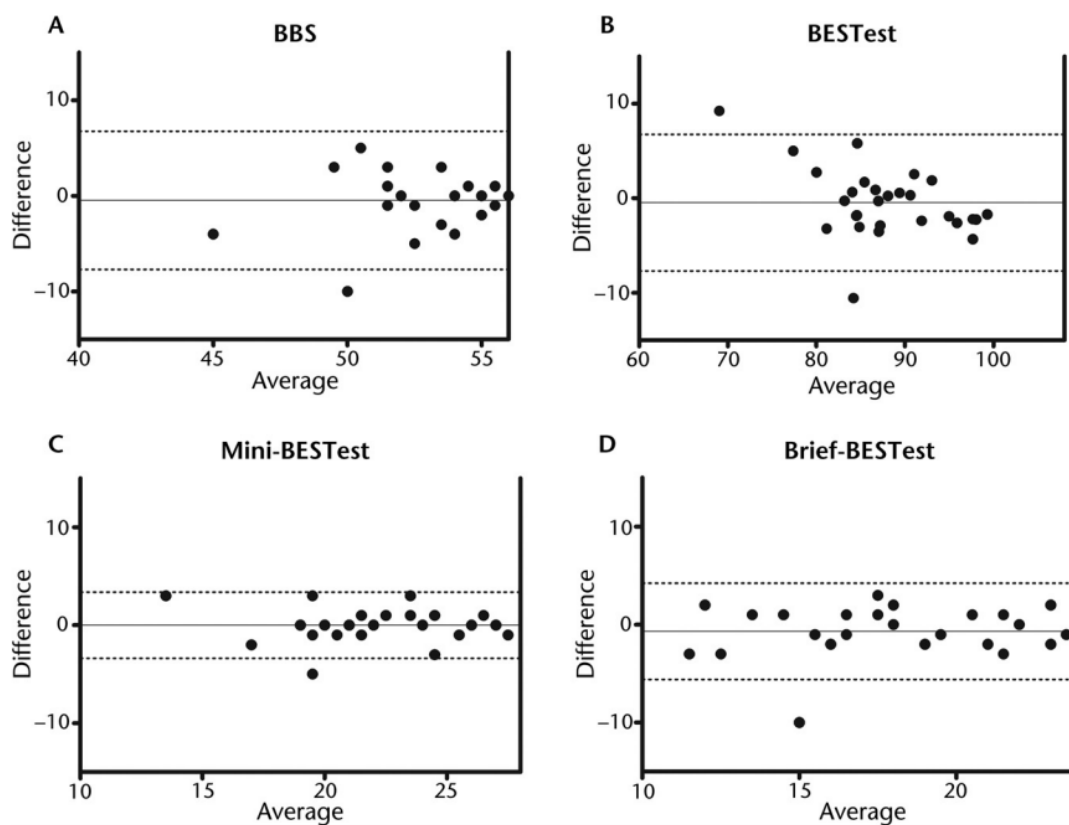 A
BBS
10
0
−10
Difference
40
45
50
55
Average
B
BESTest
10
0
−10
Difference
60
70
80
90
100
Average
C
Mini-BESTest
10
0
−10
Difference
10
15
20
25
Average
D
Brief-BESTest
10
0
−10
Difference
10
15
20
Average